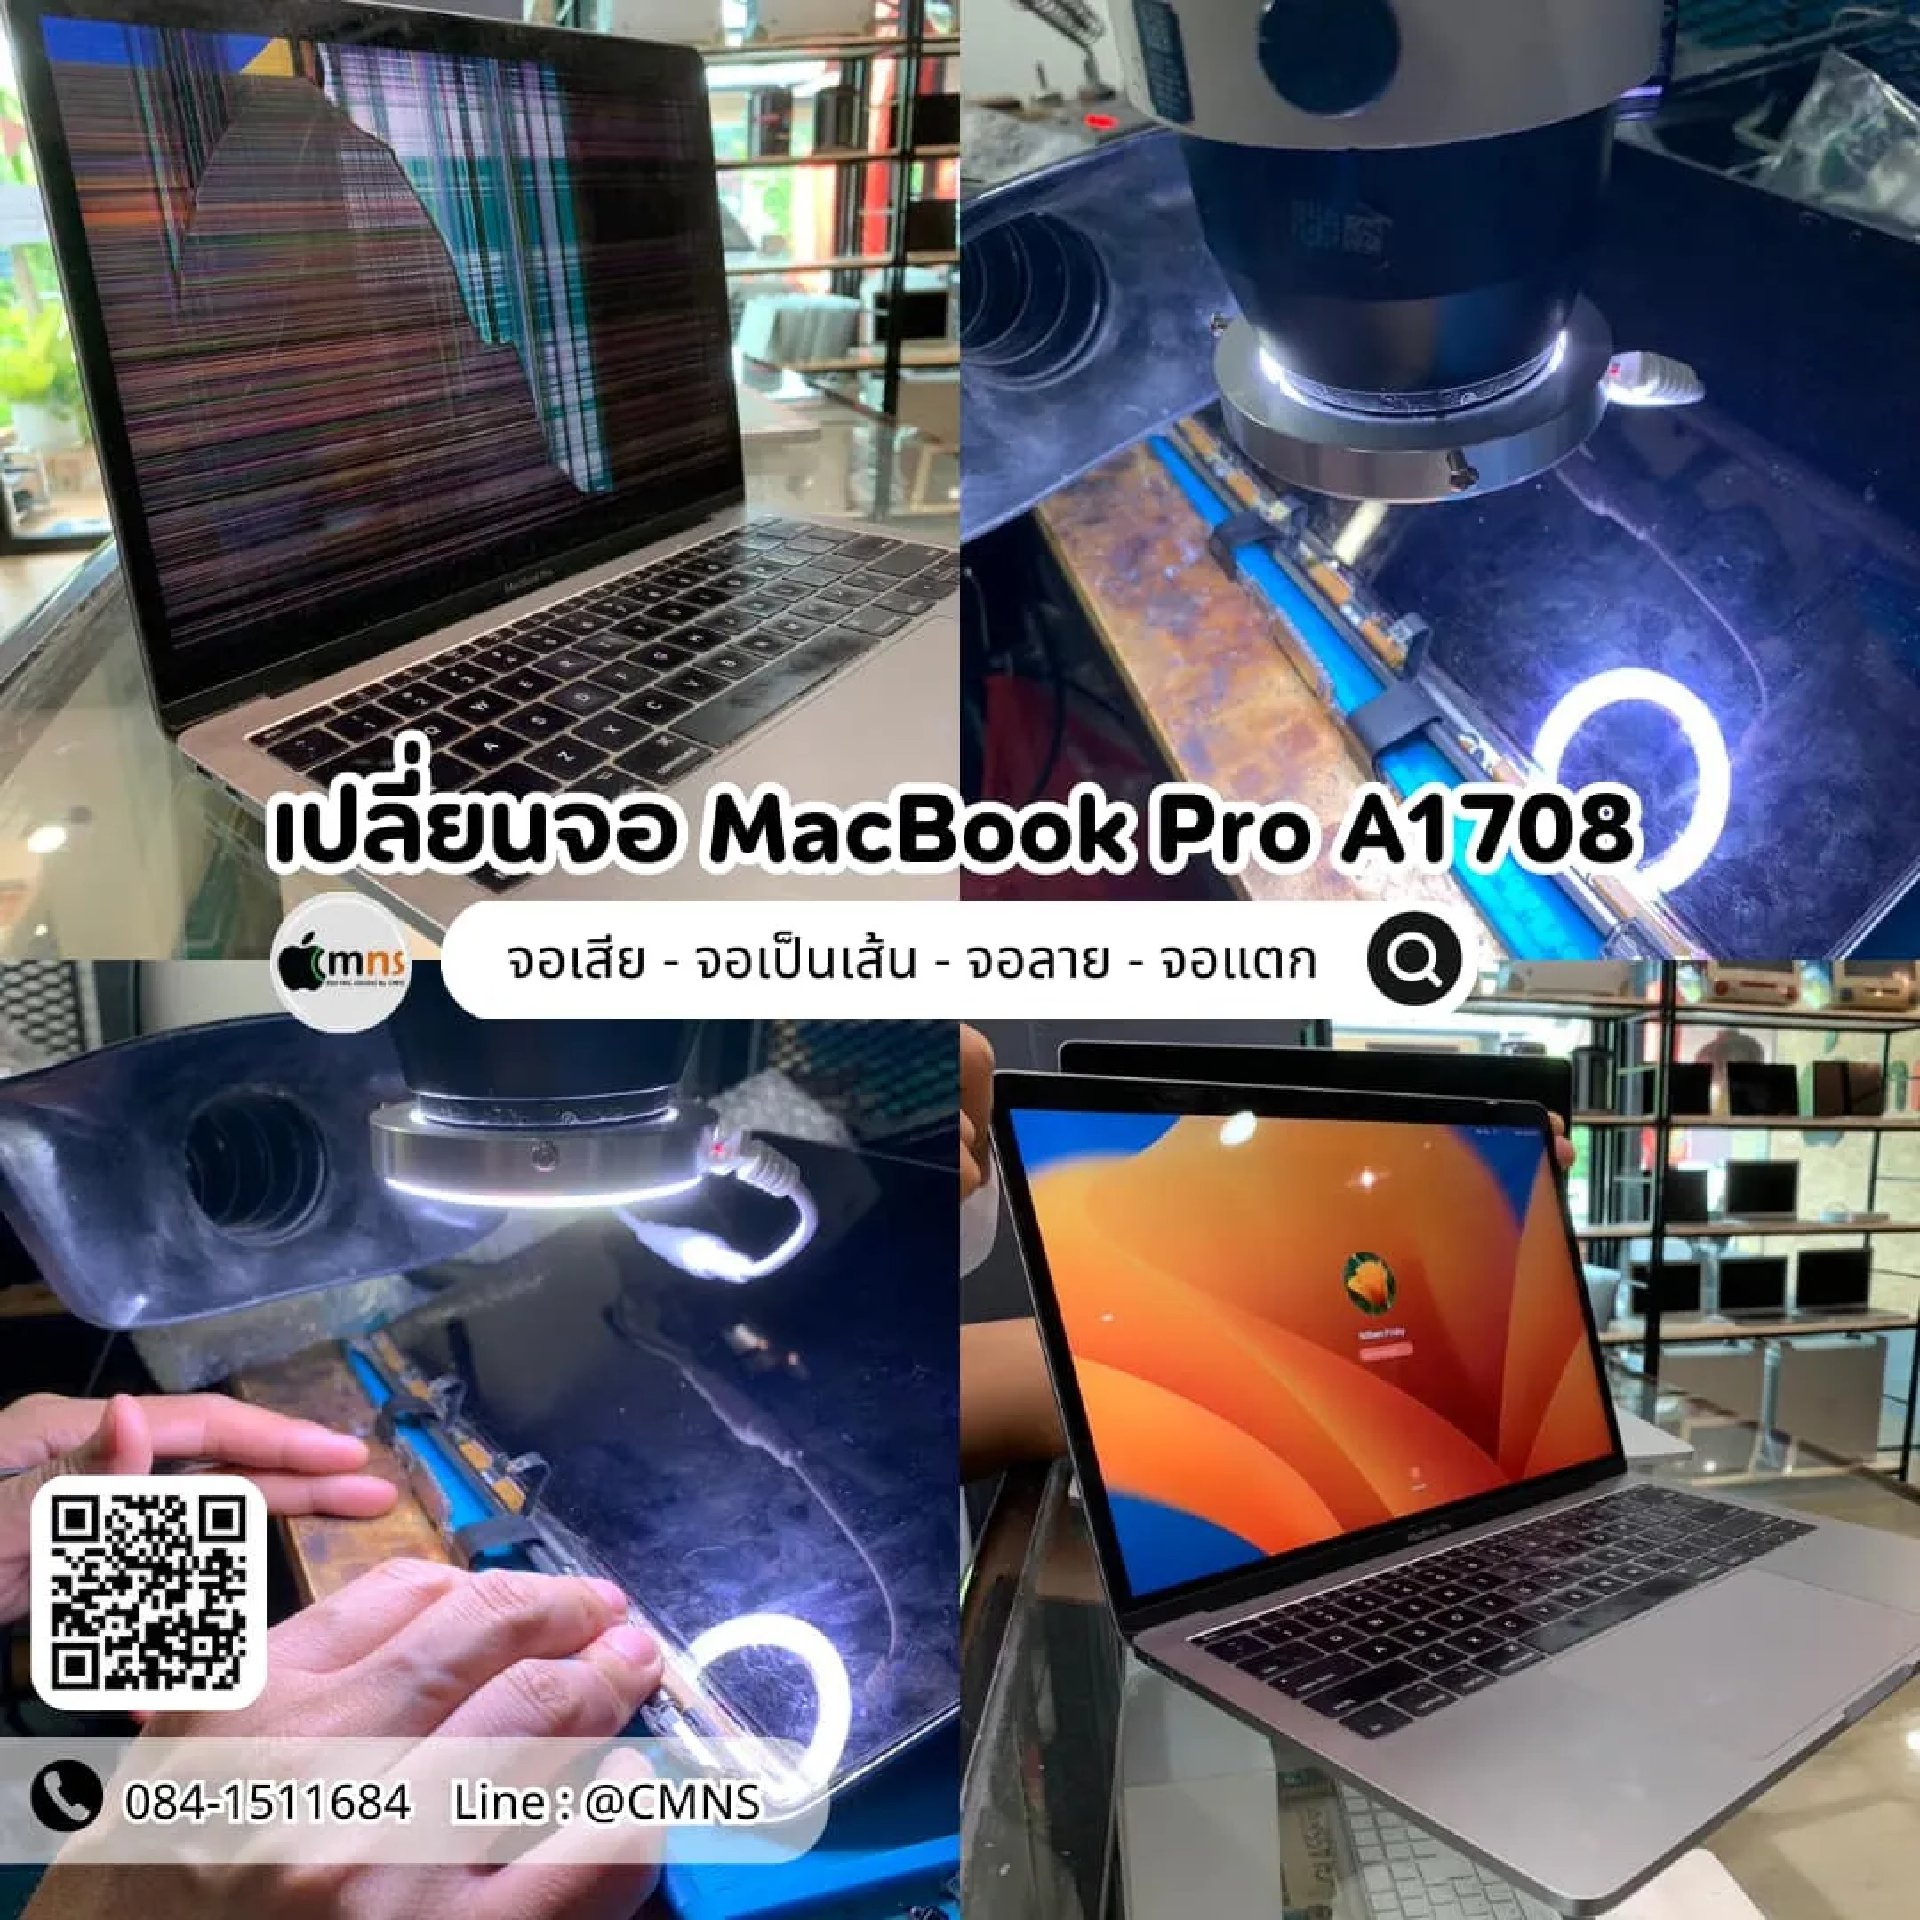 เปลี่ยนจอ MacBook Pro A1708
cmns
จอเสีย - จอเป็นเส้น - จอลาย - จอแตก
084-1511684 Line : @CMNS